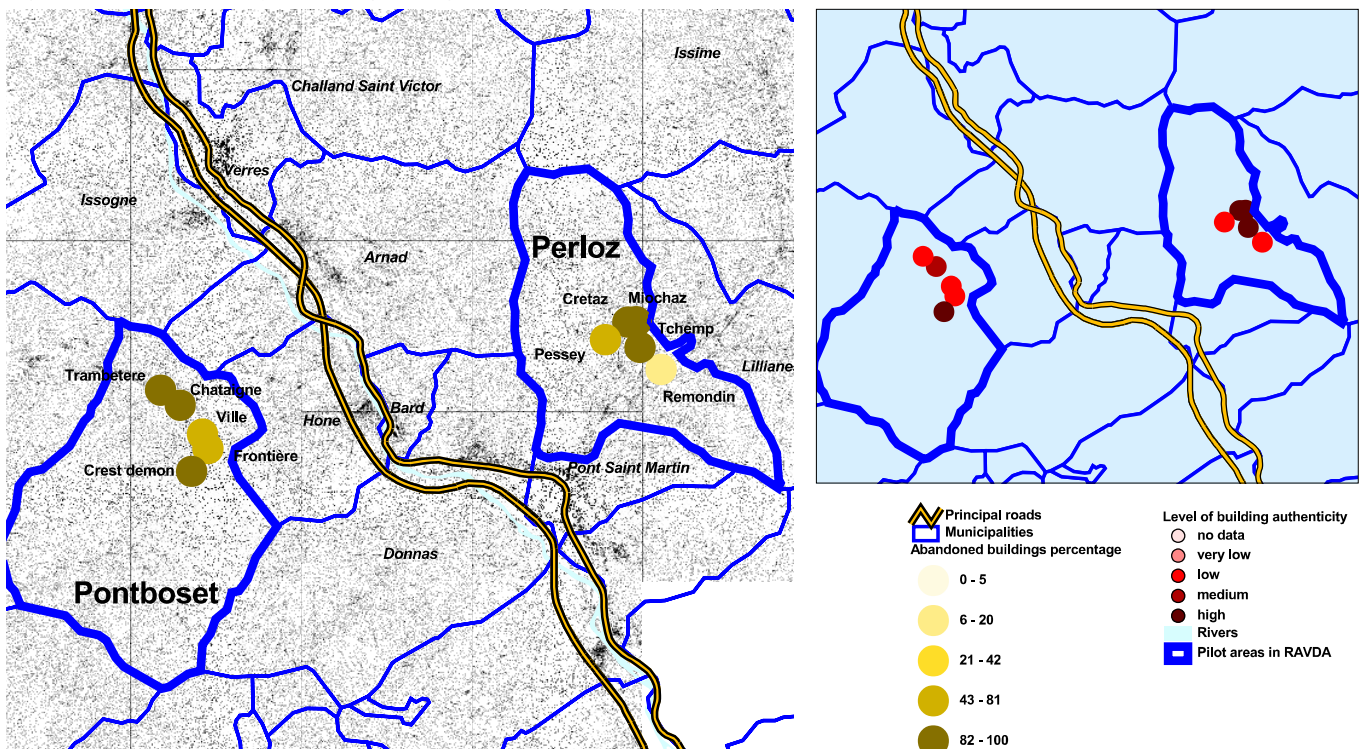 Issime
Challand Saint Victor
Verres
Issogne
Perloz
Arnad
Cretaz
Miochaz
Tchemp
Pessey
Lilliane
Trambetere
Chataigne
Remondin
Ville
Bard
Hone
Frontière
Crest demon
Pont Saint Martin
Donnas
Pontboset
Principal roads
Municipalities
Abandoned buildings percentage
0 - 5
6 - 20
21 - 42
43 - 81
82 - 100
Level of building authenticity
no data
very low
low
medium
high
Rivers
Pilot areas in RAVDA